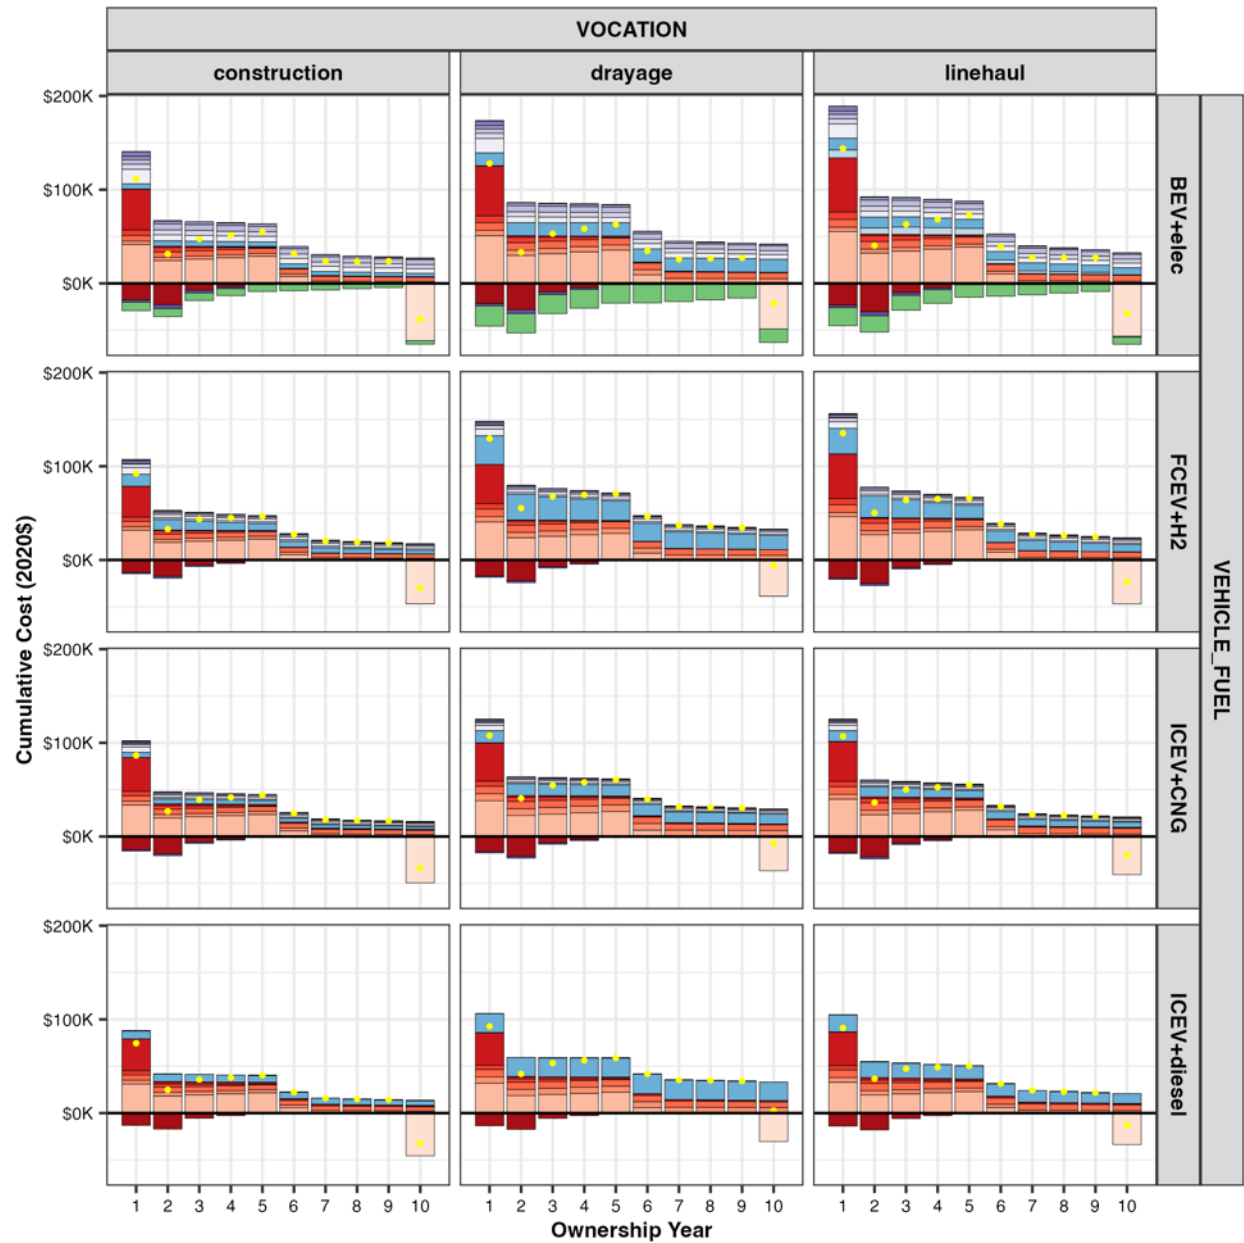 VOCATION
construction drayage linehaul
$200K
$100K
$0K
BEV+elec
$200K
$100K
$0K
FCEV+H2
$200K
$100K
$0K
ICEV+CNG
$200K
$100K
$0K
ICEV+diesel
VEHICLE_FUEL
Cumulative Cost (2020$)
1 2 3 4 5 6 7 8 9 10 1 2 3 4 5 6 7 8 9 10 1 2 3 4 5 6 7 8 9 10
Ownership Year